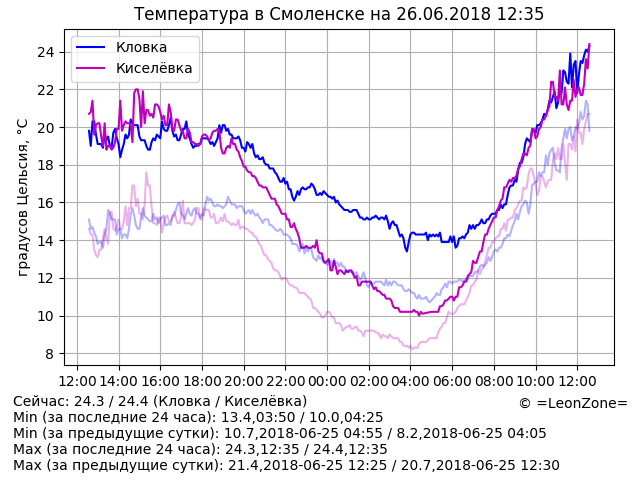 Температура в Смоленске на 26.06.2018 12:35
Кловка
Киселёвка
градусов Цельсия, °C
24
22
20
18
16
14
12
10
8
12:00 14:00 16:00 18:00 20:00 22:00 00:00 02:00 04:00 06:00 08:00 10:00 12:00
Сейчас: 24.3 / 24.4 (Кловка / Киселёвка)
© =LeonZone=
Min (за последние 24 часа): 13.4,03:50 / 10.0,04:25
Min (за предыдущие сутки): 10.7,2018-06-25 04:55 / 8.2,2018-06-25 04:05
Max (за последние 24 часа): 24.3,12:35 / 24.4,12:35
Max (за предыдущие сутки): 21.4,2018-06-25 12:25 / 20.7,2018-06-25 12:30